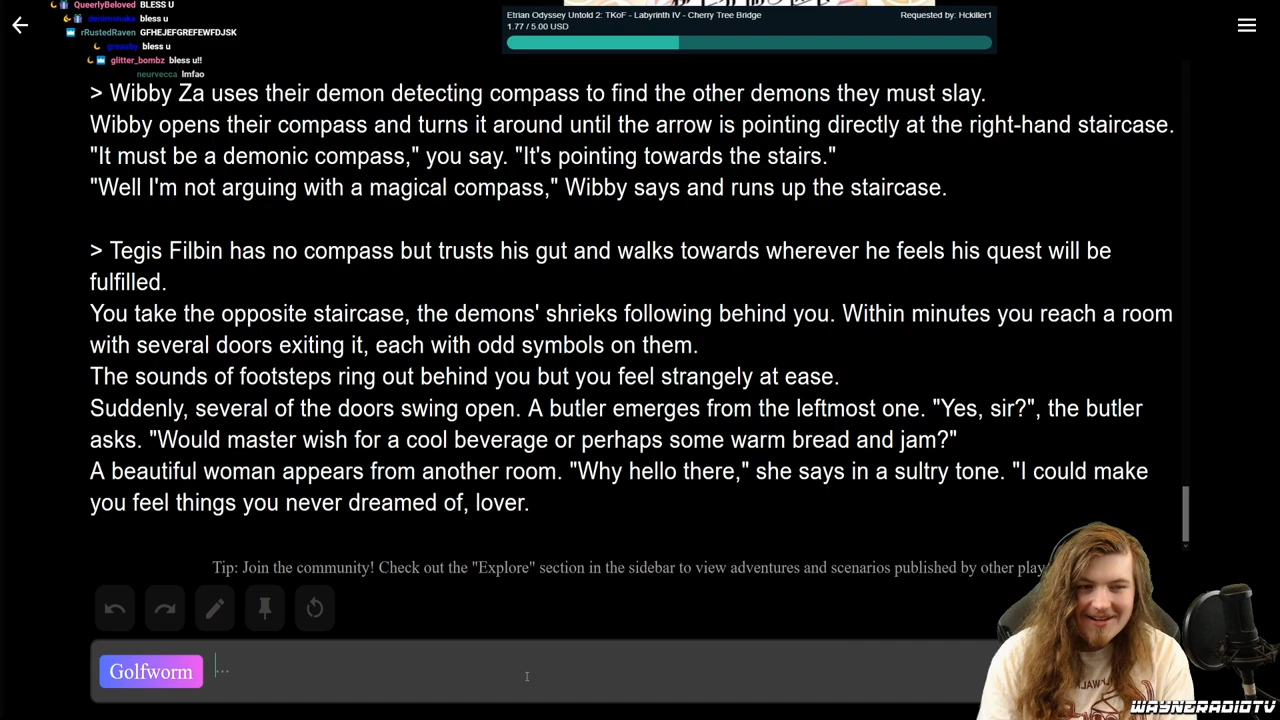 QueerlyBeloved BLESS U
denimsnake bless u
rRustedRaven GFHEJEFGREFEWFDJSK
greasby bless u
glitter_bombz bless u!!
neurvecca lmfao
Etrian Odyssey Untold 2: TKoF - Labyrinth IV - Cherry Tree Bridge
Requested by: Hckiller1
1.77 / 5.00 USD
> Wibby Za uses their demon detecting compass to find the other demons they must slay.
Wibby opens their compass and turns it around until the arrow is pointing directly at the right-hand staircase.
"It must be a demonic compass," you say. "It's pointing towards the stairs."
"Well I'm not arguing with a magical compass," Wibby says and runs up the staircase.
> Tegis Filbin has no compass but trusts his gut and walks towards wherever he feels his quest will be
fulfilled.
You take the opposite staircase, the demons' shrieks following behind you. Within minutes you reach a room
with several doors exiting it, each with odd symbols on them.
The sounds of footsteps ring out behind you but you feel strangely at ease.
Suddenly, several of the doors swing open. A butler emerges from the leftmost one. "Yes, sir?", the butler
asks. "Would master wish for a cool beverage or perhaps some warm bread and jam?"
A beautiful woman appears from another room. "Why hello there," she says in a sultry tone. "I could make
you feel things you never dreamed of, lover.
Tip: Join the community! Check out the "Explore" section in the sidebar to view adventures and scenarios published by other play
Golfworm ...
WAYNERADIOTV